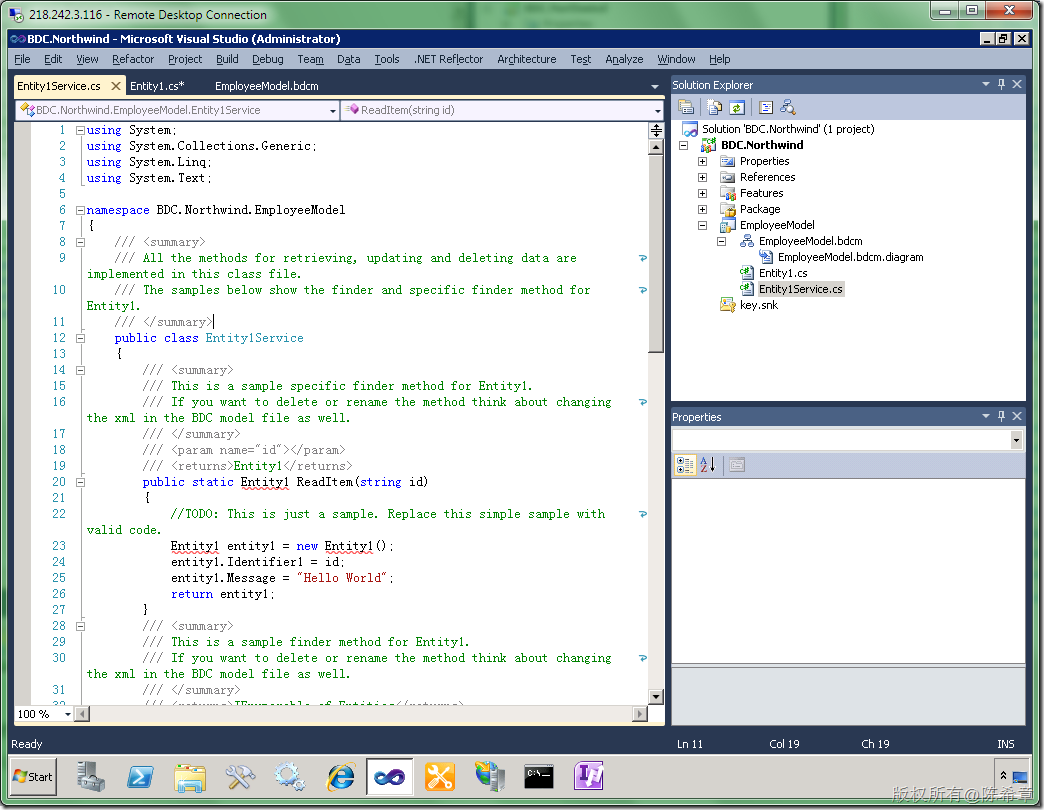 218.242.3.116 - Remote Desktop Connection
BDC.Northwind - Microsoft Visual Studio (Administrator)
File Edit View Refactor Project Build Debug Team Data Tools .NET Reflector Architecture Test Analyze Window Help
Entity1Service.cs Entity1.cs* EmployeeModel.bdcm
BDC.Northwind.EmployeeModel.Entity1Service ReadItem(string id)
1 using System;
2 using System.Collections.Generic;
3 using System.Linq;
4 using System.Text;
5
6 namespace BDC.Northwind.EmployeeModel
7 {
8 /// <summary>
9 /// All the methods for retrieving, updating and deleting data are
implemented in this class file.
10 /// The samples below show the finder and specific finder method for
Entity1.
11 /// </summary>
12 public class Entity1Service
13 {
14 /// <summary>
15 /// This is a sample specific finder method for Entity1.
16 /// If you want to delete or rename the method think about changing
the xml in the BDC model file as well.
17 /// </summary>
18 /// <param name="id"></param>
19 /// <returns>Entity1</returns>
20 public static Entity1 ReadItem(string id)
21 {
22 //TODO: This is just a sample. Replace this simple sample with
valid code.
23 Entity1 entity1 = new Entity1();
24 entity1.Identifier1 = id;
25 entity1.Message = "Hello World";
26 return entity1;
27 }
28 /// <summary>
29 /// This is a sample finder method for Entity1.
30 /// If you want to delete or rename the method think about changing
the xml in the BDC model file as well.
31 /// </summary>
32 /// <returns>IEnumerable of Entities</returns>
100 %
Solution Explorer
Solution 'BDC.Northwind' (1 project)
BDC.Northwind
Properties
References
Features
Package
EmployeeModel
EmployeeModel.bdcm
EmployeeModel.bdcm.diagram
Entity1.cs
Entity1Service.cs
key.snk
Properties
Ready Ln 11 Col 19 Ch 19 INS
Start
版权所有@陈希章